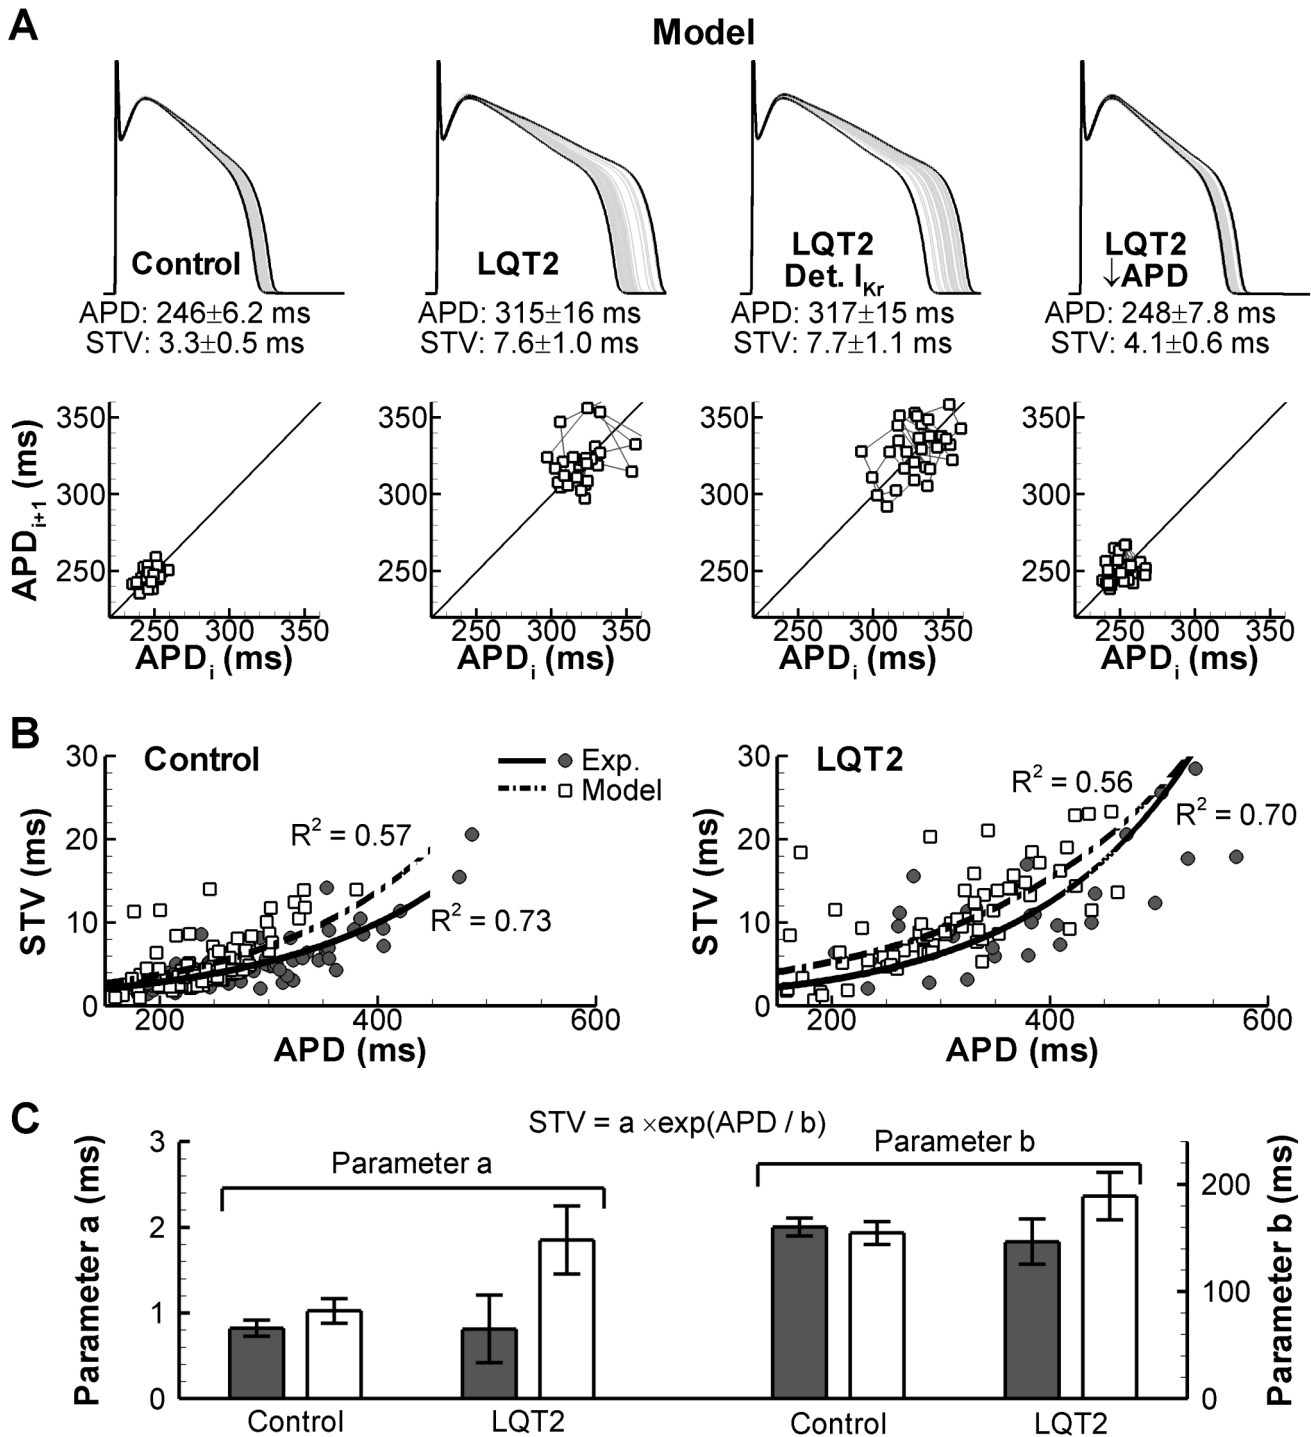 A
Model
Control
LQT2
LQT2
Det. I_Kr
LQT2
↓APD
APD: 246±6.2 ms
STV: 3.3±0.5 ms
APD: 315±16 ms
STV: 7.6±1.0 ms
APD: 317±15 ms
STV: 7.7±1.1 ms
APD: 248±7.8 ms
STV: 4.1±0.6 ms
APD_i+1 (ms)
350
300
250
250 300 350
APD_i (ms)
350
300
250
250 300 350
APD_i (ms)
350
300
250
250 300 350
APD_i (ms)
350
300
250
250 300 350
APD_i (ms)
B
Control
Exp.
Model
R² = 0.57
R² = 0.73
STV (ms)
30
20
10
0
200 400 600
APD (ms)
LQT2
R² = 0.56
R² = 0.70
STV (ms)
30
20
10
0
200 400 600
APD (ms)
C
STV = a ×exp(APD / b)
Parameter a
Parameter b
Parameter a (ms)
3
2
1
0
Control LQT2
Control LQT2
200
100
0
Parameter b (ms)